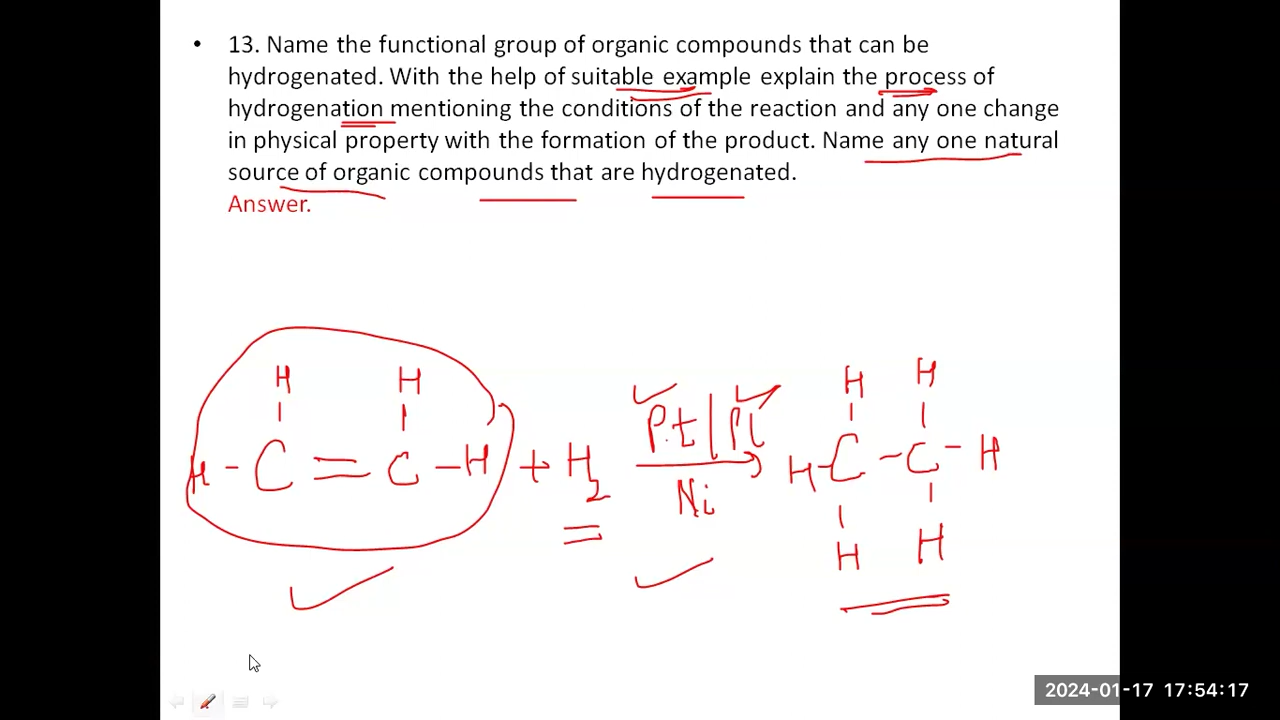 • 13. Name the functional group of organic compounds that can be
hydrogenated. With the help of suitable example explain the process of
hydrogenation mentioning the conditions of the reaction and any one change
in physical property with the formation of the product. Name any one natural
source of organic compounds that are hydrogenated.
Answer.
H H H H
H - C = C - H + H2 Pt | Pl H - C - C - H
Ni
H H
2024-01-17 17:54:17